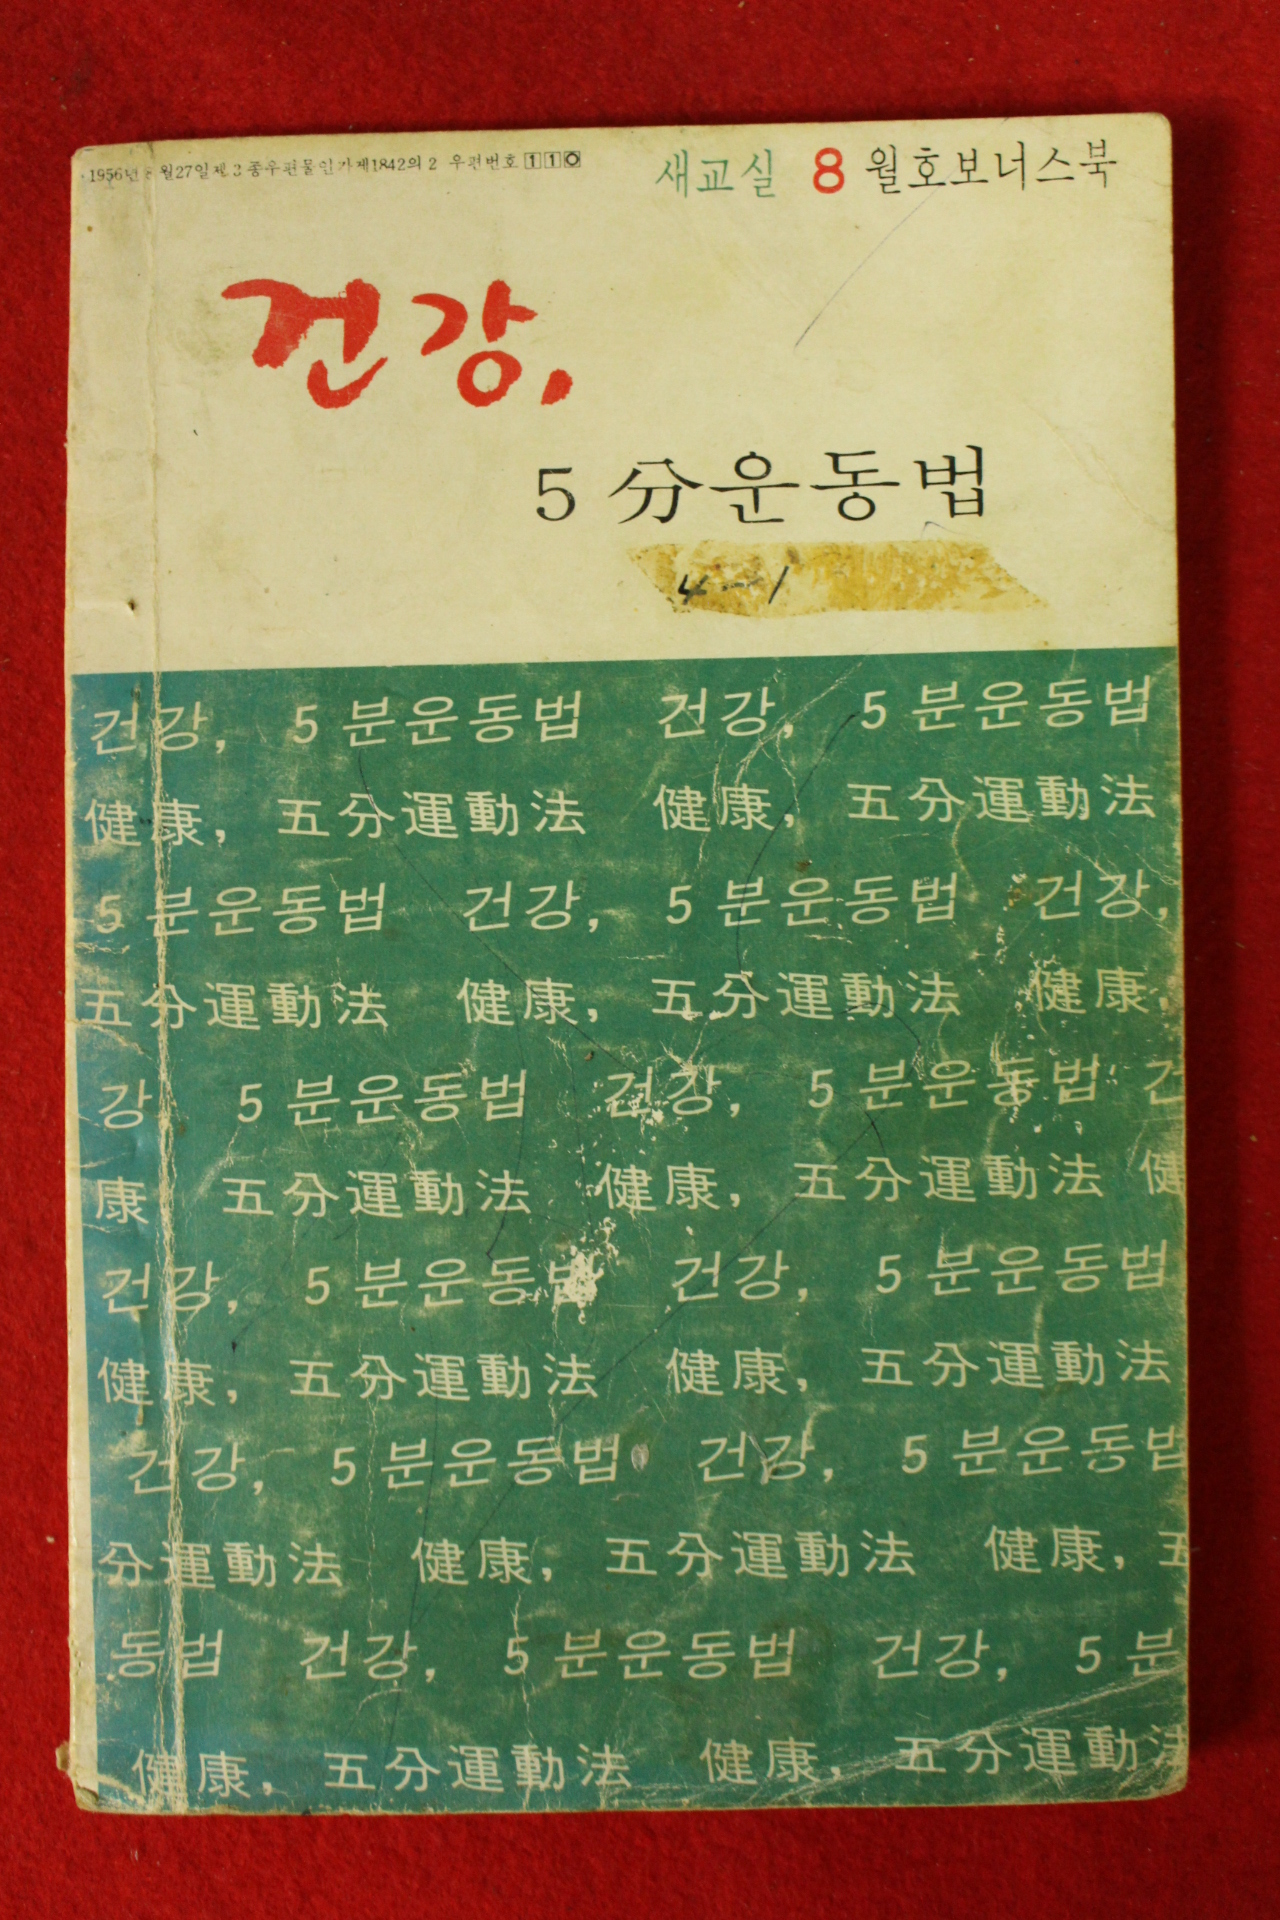 1956년 8월27일제 3 종우편물인가제1842의 2 우편번호 110
새교실 8 월호보너스북
건강,
5 分운동법
4-1
건강, 5 분운동법 건강, 5 분운동법
健康, 五分運動法 健康, 五分運動法
5 분운동법 건강, 5 분운동법 건강,
五分運動法 健康, 五分運動法 健康,
강 5 분운동법 건강, 5 분운동법 건
康 五分運動法 健康, 五分運動法 健
건강, 5 분운동법 건강, 5 분운동법
健康, 五分運動法 健康, 五分運動法
건강, 5 분운동법 건강, 5 분운동법
分運動法 健康, 五分運動法 健康, 五
동법 건강, 5 분운동법 건강, 5 분
健康, 五分運動法 健康, 五分運動法